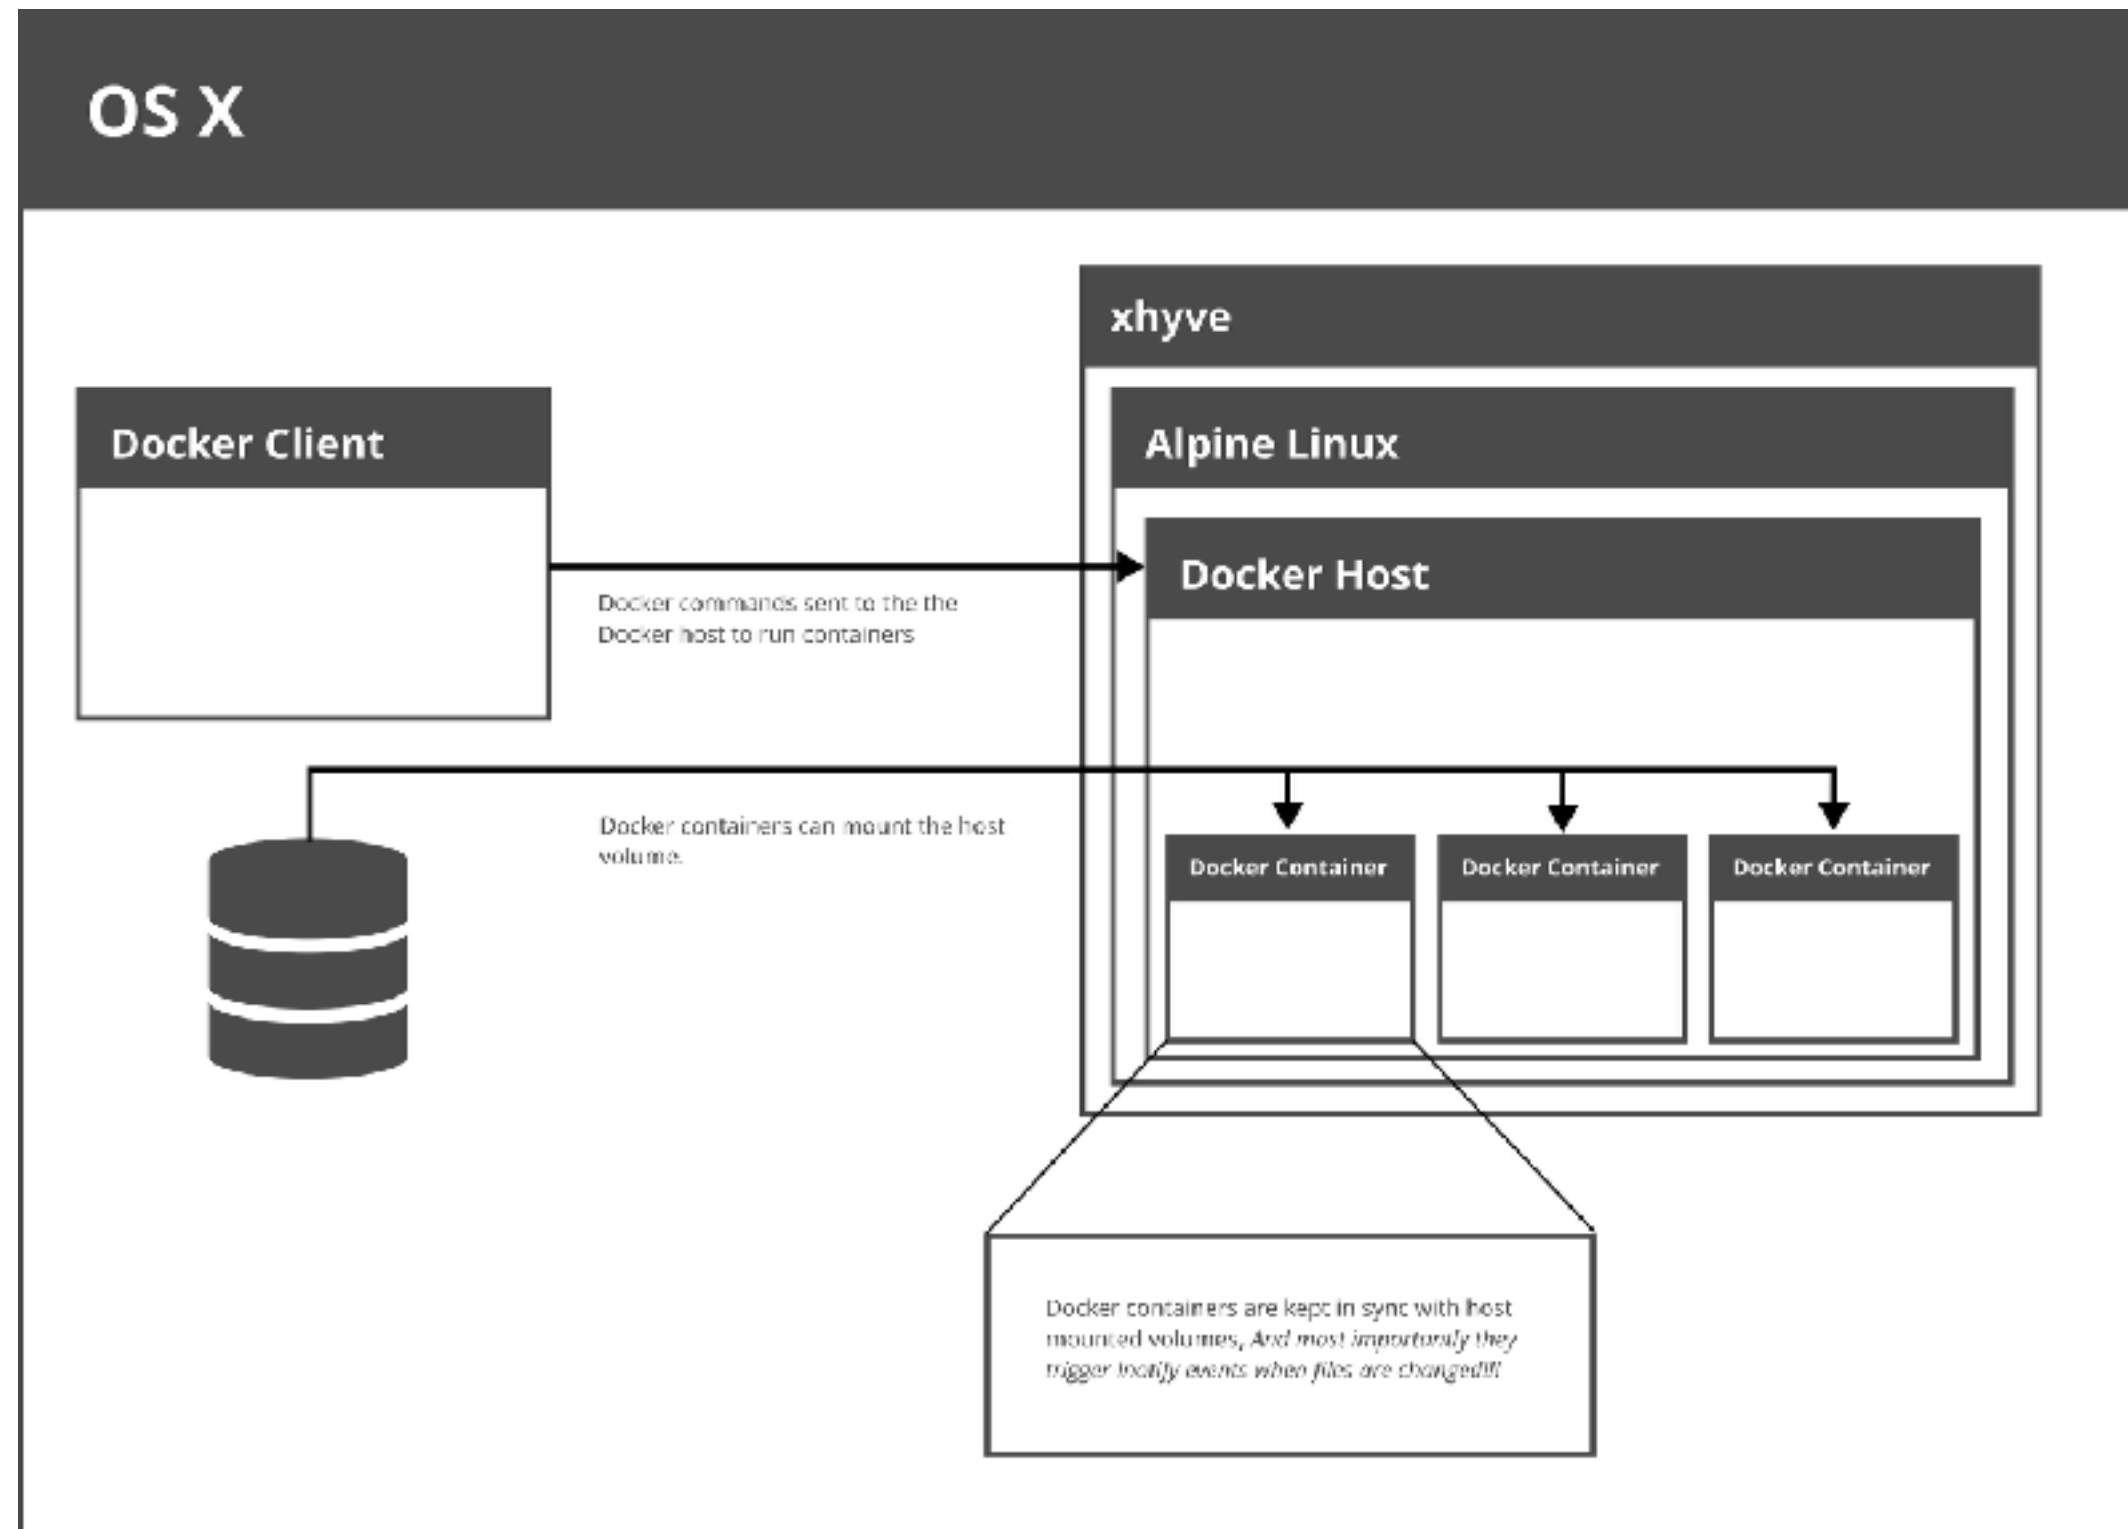 OS X
xhyve
Docker Client
Alpine Linux
Docker Host
Docker commands sent to the the
Docker host to run containers
Docker containers can mount the host
volume.
Docker Container
Docker Container
Docker Container
Docker containers are kept in sync with host
mounted volumes, And most importantly they
trigger inotify events when files are changed!!!